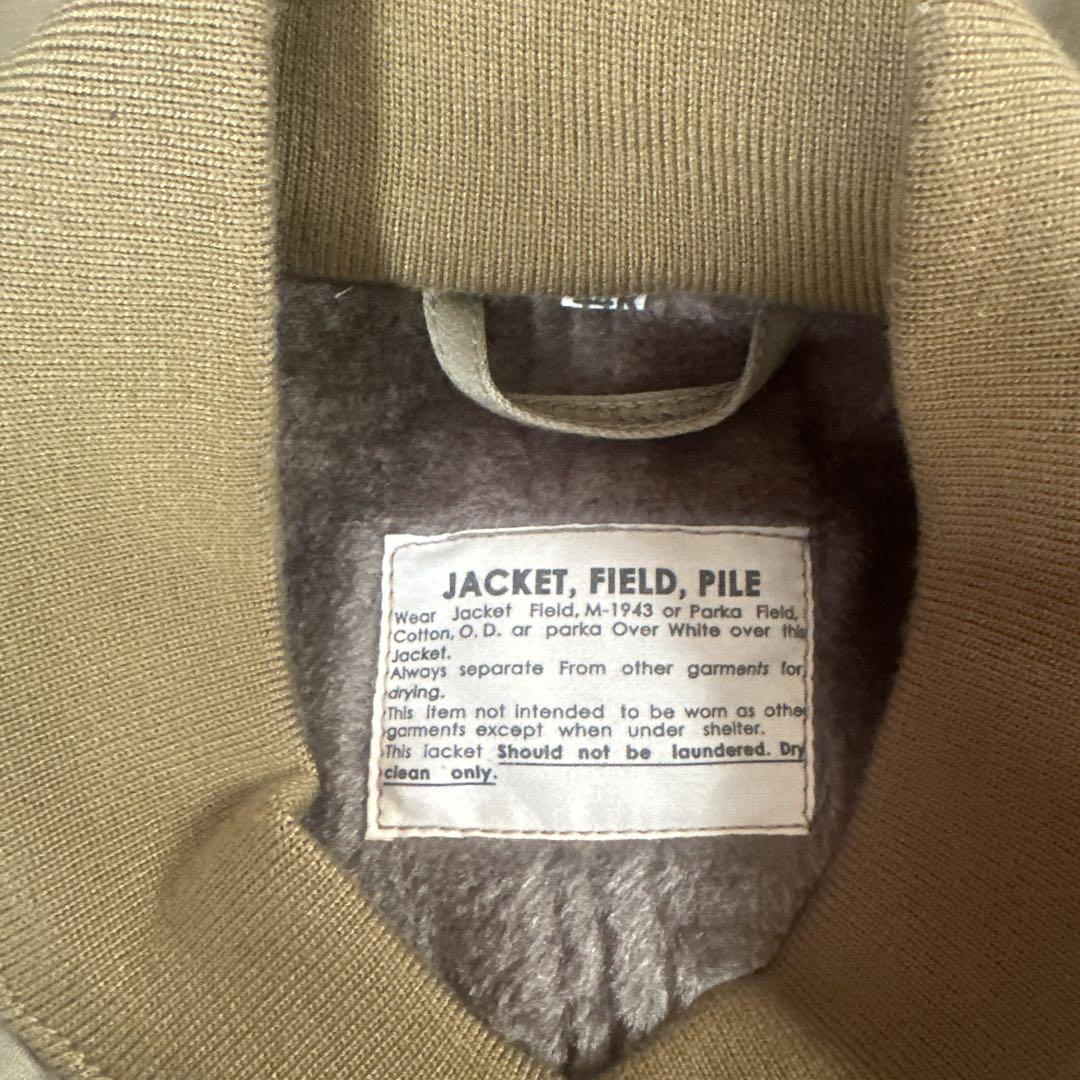 JACKET, FIELD, PILE
Wear Jacket Field, M-1943 or Parka Field,
Cotton, O. D. ar parka Over White over this
Jacket.
Always separate From other garments for
drying.
This item not intended to be worn as othe
garments except when under shelter.
This jacket Should not be laundered. Dry
clean only.